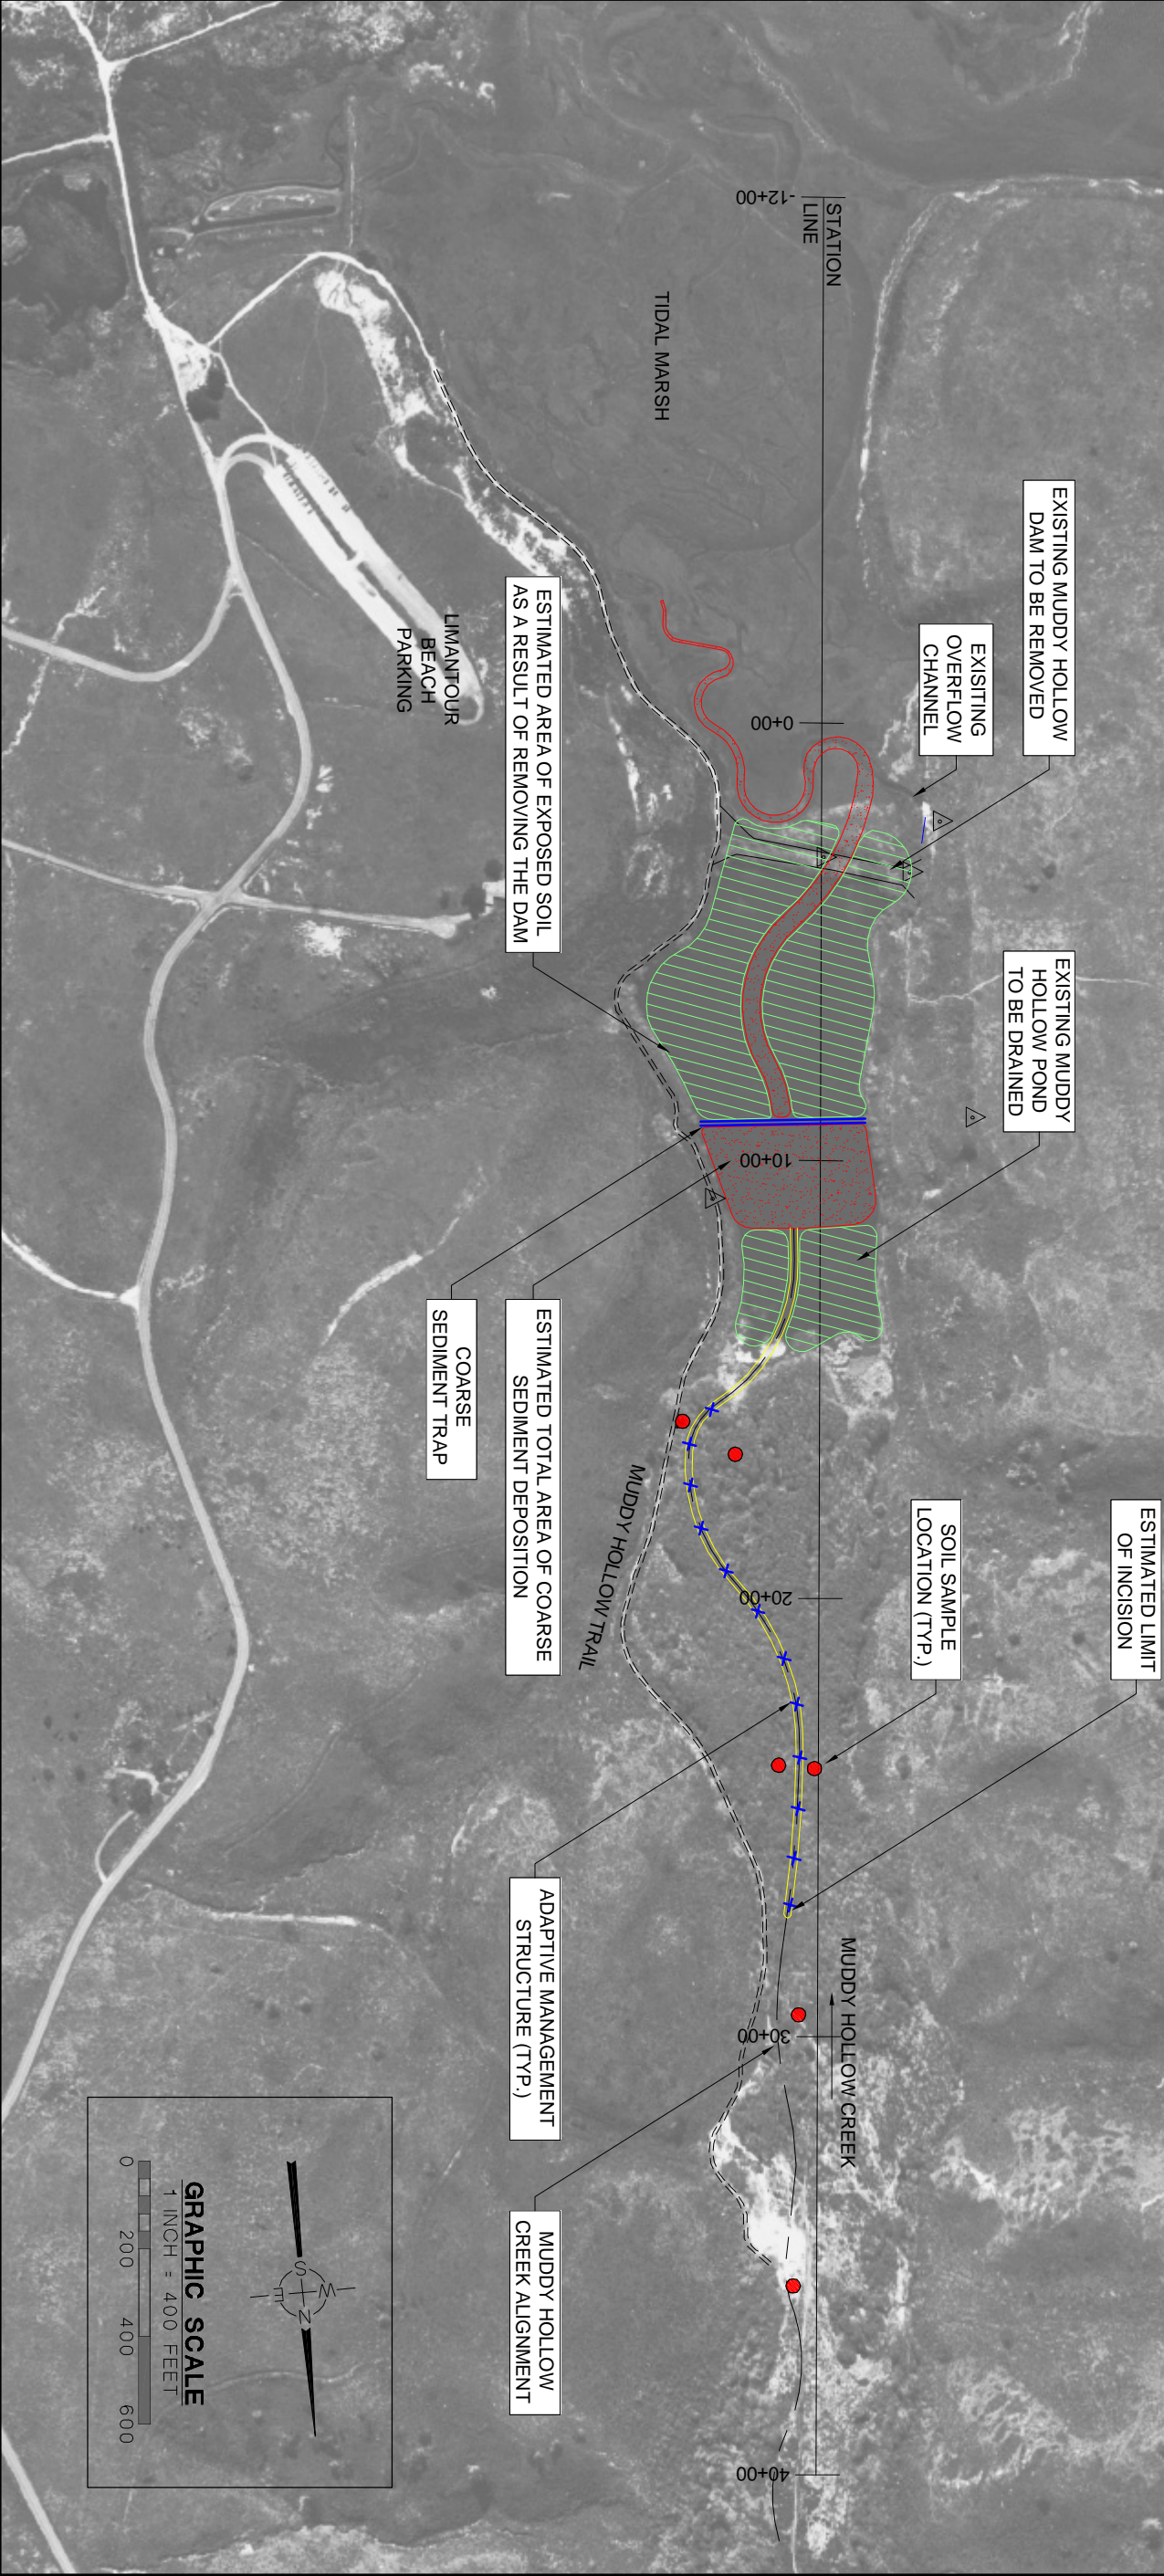 -12+00
STATION
LINE
TIDAL MARSH
EXISTING MUDDY HOLLOW
DAM TO BE REMOVED
EXISITING
OVERFLOW
CHANNEL
0+00
LIMANTOUR
BEACH
PARKING
ESTIMATED AREA OF EXPOSED SOIL
AS A RESULT OF REMOVING THE DAM
EXISTING MUDDY
HOLLOW POND
TO BE DRAINED
10+00
COARSE
SEDIMENT TRAP
ESTIMATED TOTAL AREA OF COARSE
SEDIMENT DEPOSITION
MUDDY HOLLOW TRAIL
20+00
SOIL SAMPLE
LOCATION (TYP.)
ESTIMATED LIMIT
OF INCISION
ADAPTIVE MANAGEMENT
STRUCTURE (TYP.)
MUDDY HOLLOW CREEK
30+00
MUDDY HOLLOW
CREEK ALIGNMENT
40+00
W
S N
E
GRAPHIC SCALE
1 INCH = 400 FEET
0 200 400 600